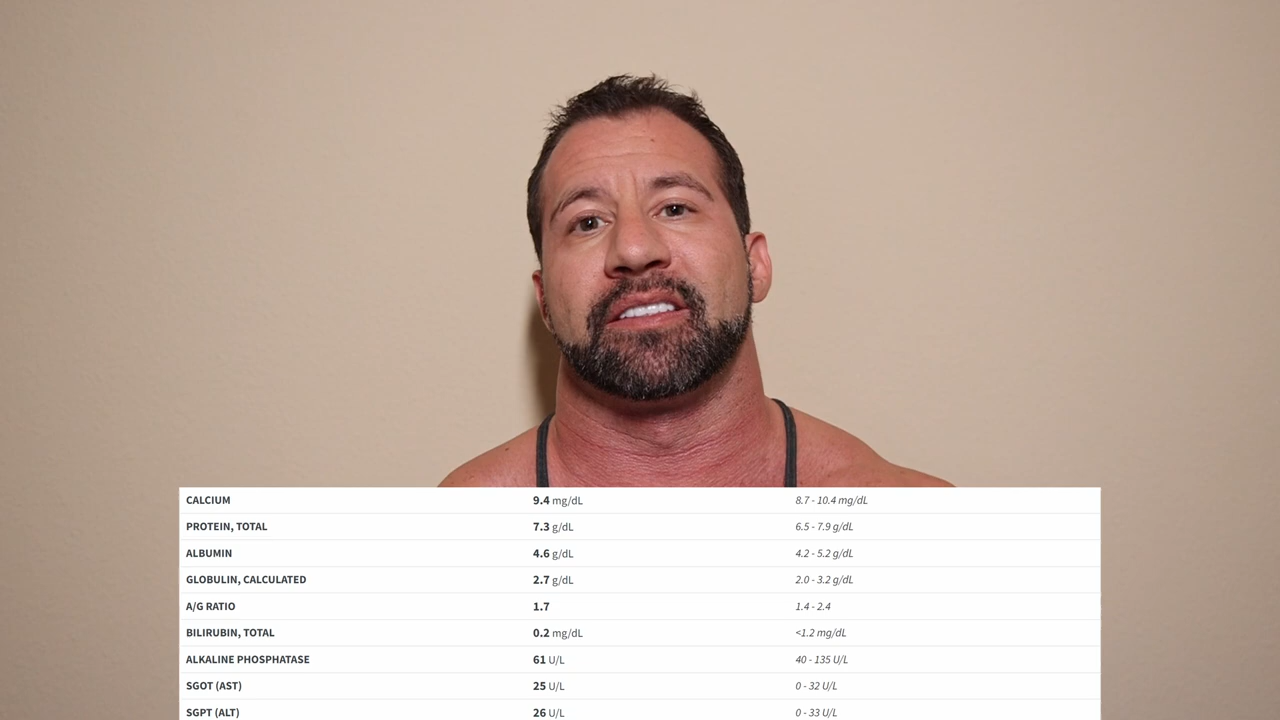 CALCIUM 9.4 mg/dL 8.7 - 10.4 mg/dL
PROTEIN, TOTAL 7.3 g/dL 6.5 - 7.9 g/dL
ALBUMIN 4.6 g/dL 4.2 - 5.2 g/dL
GLOBULIN, CALCULATED 2.7 g/dL 2.0 - 3.2 g/dL
A/G RATIO 1.7 1.4 - 2.4
BILIRUBIN, TOTAL 0.2 mg/dL <1.2 mg/dL
ALKALINE PHOSPHATASE 61 U/L 40 - 135 U/L
SGOT (AST) 25 U/L 0 - 32 U/L
SGPT (ALT) 26 U/L 0 - 33 U/L